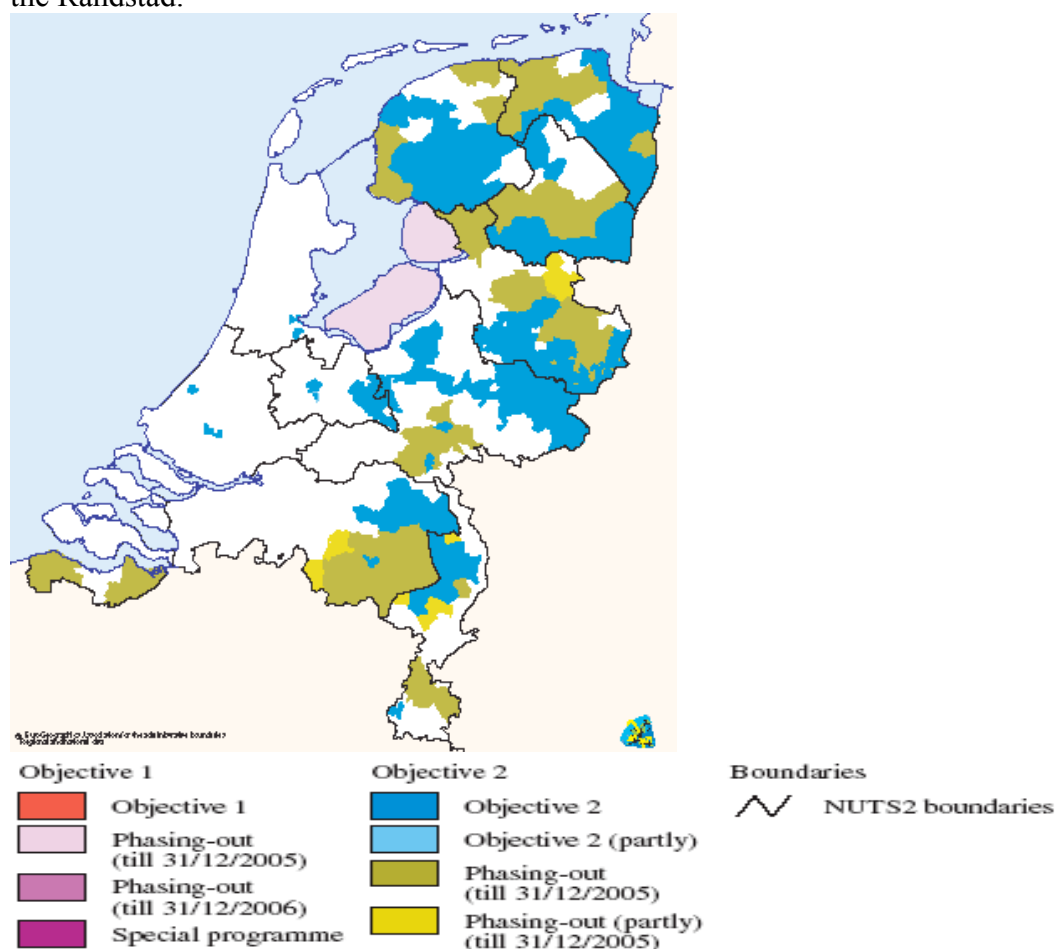 the Randstad.
Objective 1
Objective 1
Phasing-out
(till 31/12/2005)
Phasing-out
(till 31/12/2006)
Special programme
Objective 2
Objective 2
Objective 2 (partly)
Phasing-out
(till 31/12/2005)
Phasing-out (partly)
(till 31/12/2005)
Boundaries
NUTS2 boundaries